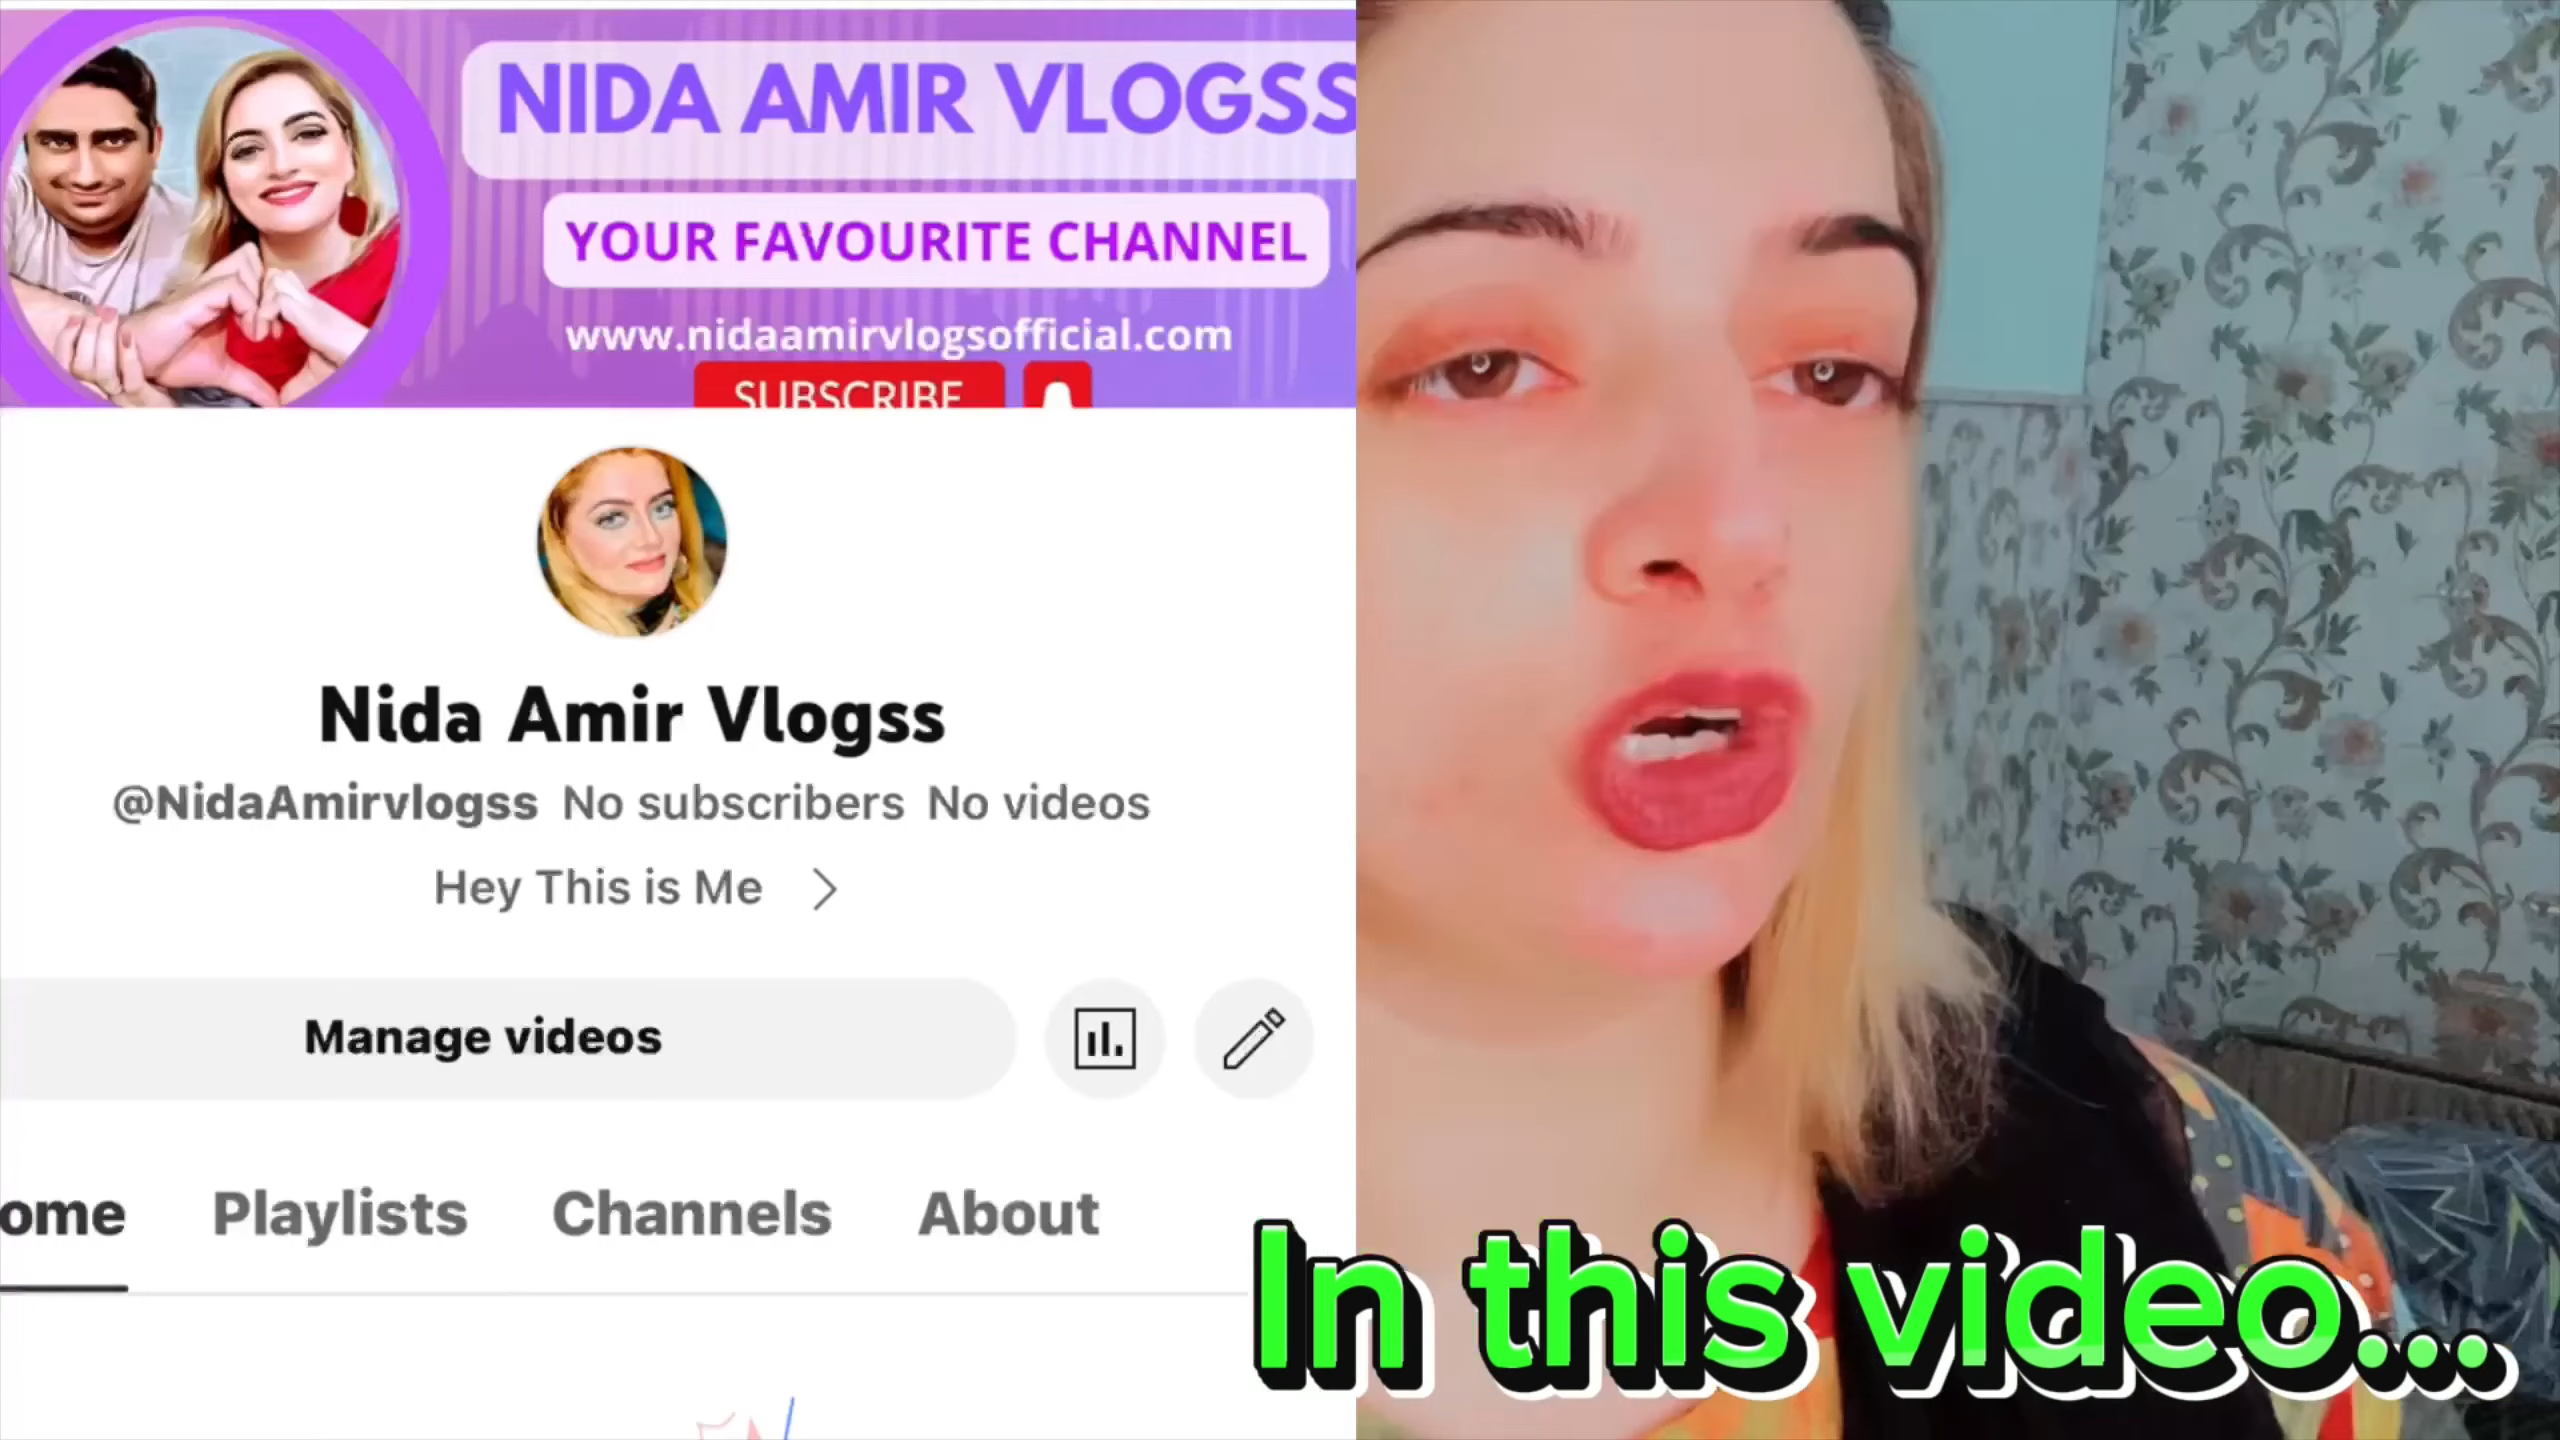 NIDA AMIR VLOGSS
YOUR FAVOURITE CHANNEL
www.nidaamirvlogsofficial.com
SUBSCRIBE
Nida Amir Vlogss
@NidaAmirvlogss No subscribers No videos
Hey This is Me
Manage videos
ome Playlists Channels About
In this video...